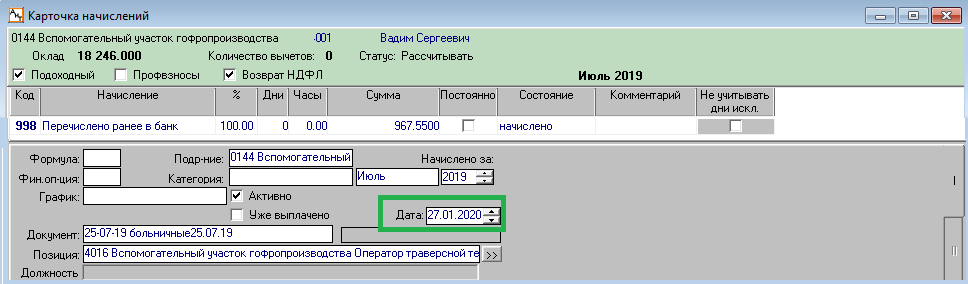 Карточка начислений
0144 Вспомогательный участок гофропроизводства -001 Вадим Сергеевич
Оклад 18 246.000 Количество вычетов: 0 Статус: Рассчитывать
Подоходный Профвзносы Возврат НДФЛ Июль 2019
Код Начисление % Дни Часы Сумма Постоянно Состояние Комментарий Не учитывать дни искл.
998 Перечислено ранее в банк 100.00 0 0.00 967.5500 начислено
Формула: Подр-ние: 0144 Вспомогательный Начислено за:
Фин.оп-ция: Категория: Июль 2019
График: Активно
Уже выплачено Дата: 27.01.2020
Документ: 25-07-19 больничные25.07.19
Позиция: 4016 Вспомогательный участок гофропроизводства Оператор траверсной те >>
Должность